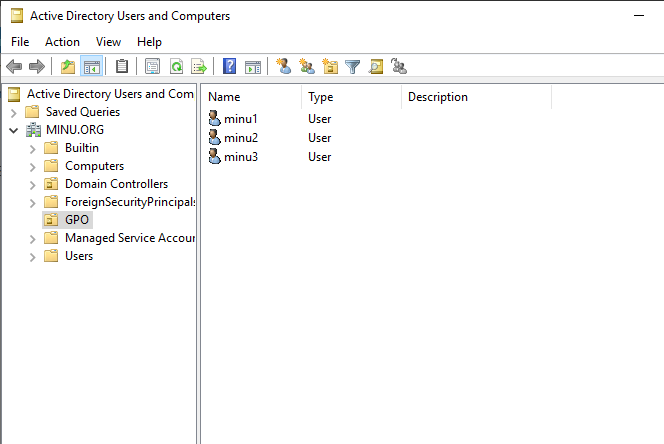 Active Directory Users and Computers
File Action View Help
Active Directory Users and Com
Saved Queries
MINU.ORG
Builtin
Computers
Domain Controllers
ForeignSecurityPrincipals
GPO
Managed Service Accour
Users
Name Type Description
minu1 User
minu2 User
minu3 User